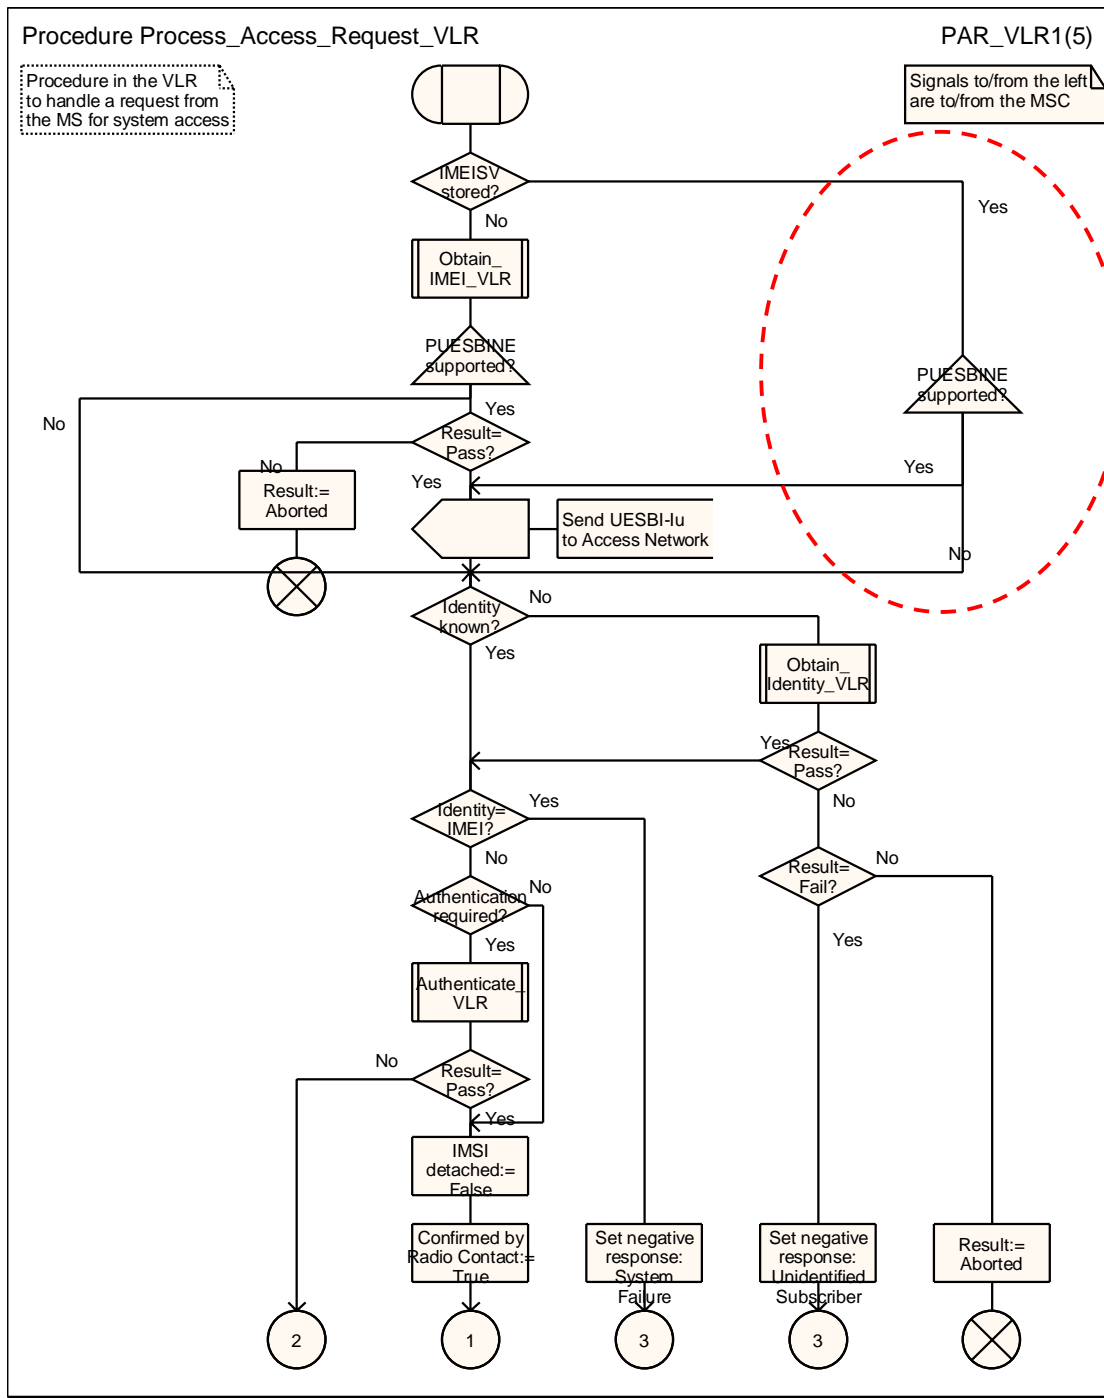 Procedure Process_Access_Request_VLR
PAR_VLR1(5)
Procedure in the VLR
to handle a request from
the MS for system access
Signals to/from the left
are to/from the MSC
IMEISV
stored?
Yes
No
Obtain_
IMEI_VLR
PUESBINE
supported?
PUESBINE
supported?
No
Yes
Result=
Pass?
No
Yes
Yes
Result:=
Aborted
Send UESBI-Iu
to Access Network
No
Identity
known?
No
Yes
Obtain_
Identity_VLR
Yes
Result=
Pass?
No
Identity=
IMEI?
Yes
No
Result=
Fail?
No
Yes
Authentication
required?
No
Yes
Authenticate_
VLR
No
Result=
Pass?
Yes
IMSI
detached:=
False
Confirmed by
Radio Contact:=
True
Set negative
response:
System
Failure
Set negative
response:
Unidentified
Subscriber
Result:=
Aborted
2
1
3
3